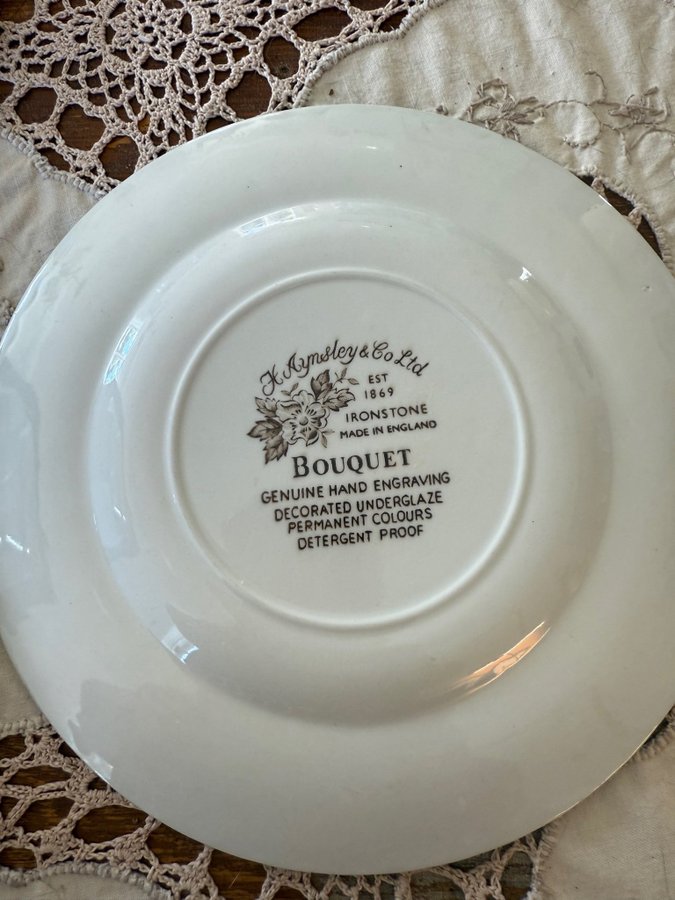 H Aynsley & Co Ltd
EST
1869
IRONSTONE
MADE IN ENGLAND
BOUQUET
GENUINE HAND ENGRAVING
DECORATED UNDERGLAZE
PERMANENT COLOURS
DETERGENT PROOF